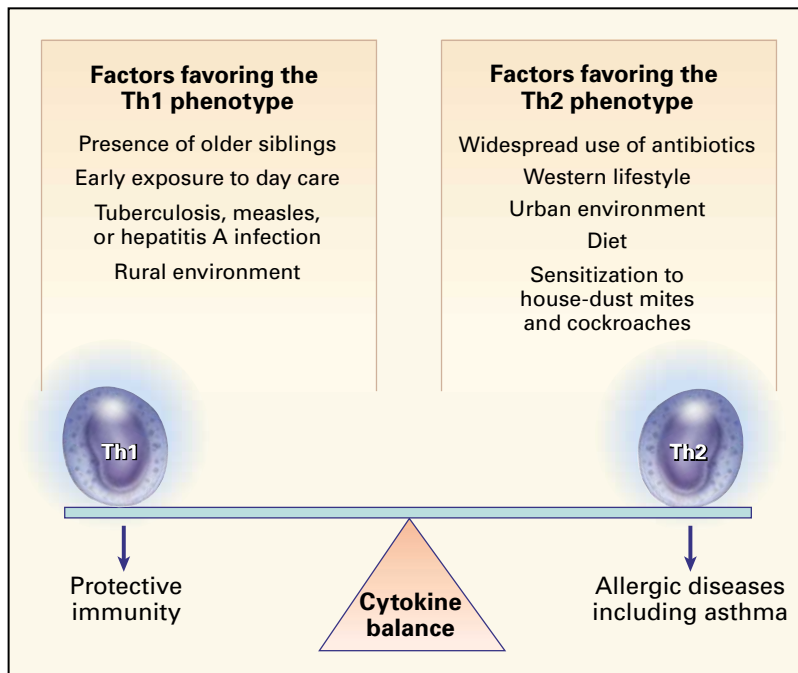 Factors favoring the
Th1 phenotype
Presence of older siblings
Early exposure to day care
Tuberculosis, measles,
or hepatitis A infection
Rural environment
Factors favoring the
Th2 phenotype
Widespread use of antibiotics
Western lifestyle
Urban environment
Diet
Sensitization to
house-dust mites
and cockroaches
Th1
Th2
Protective
immunity
Cytokine
balance
Allergic diseases
including asthma